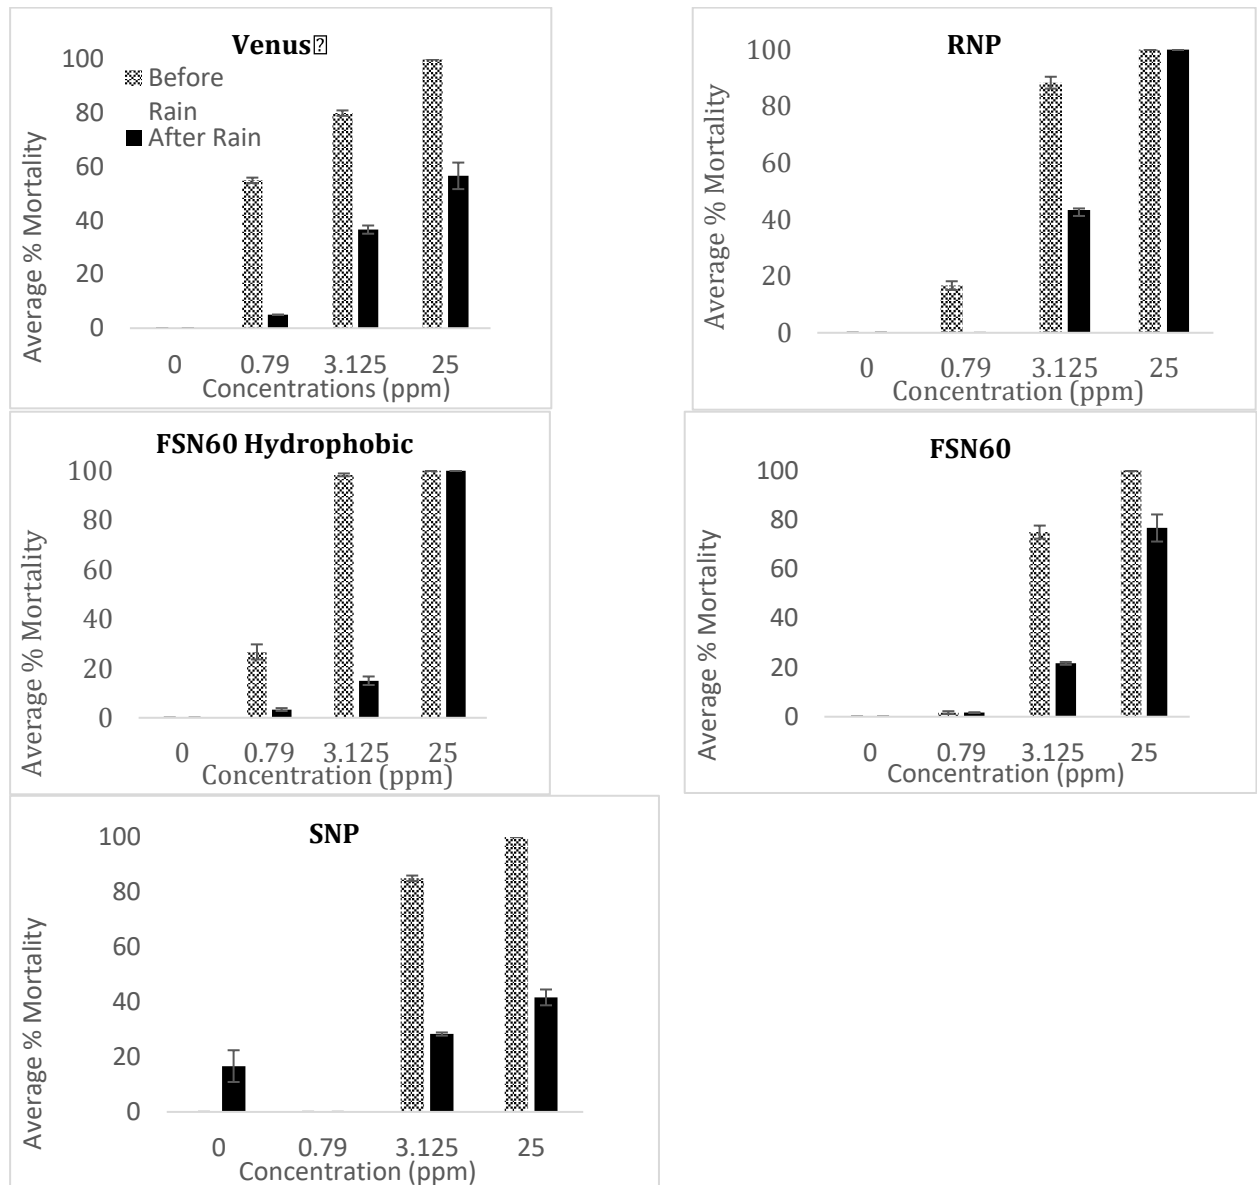 Venus⍰
100
80
60
40
20
0
Average % Mortality
Before
Rain
After Rain
0 0.79 3.125 25
Concentrations (ppm)
RNP
100
80
60
40
20
0
Average % Mortality
0 0.79 3.125 25
Concentration (ppm)
FSN60 Hydrophobic
100
80
60
40
20
0
Average % Mortality
0 0.79 3.125 25
Concentration (ppm)
FSN60
100
80
60
40
20
0
Average % Mortality
0 0.79 3.125 25
Concentration (ppm)
SNP
100
80
60
40
20
0
Average % Mortality
0 0.79 3.125 25
Concentration (ppm)